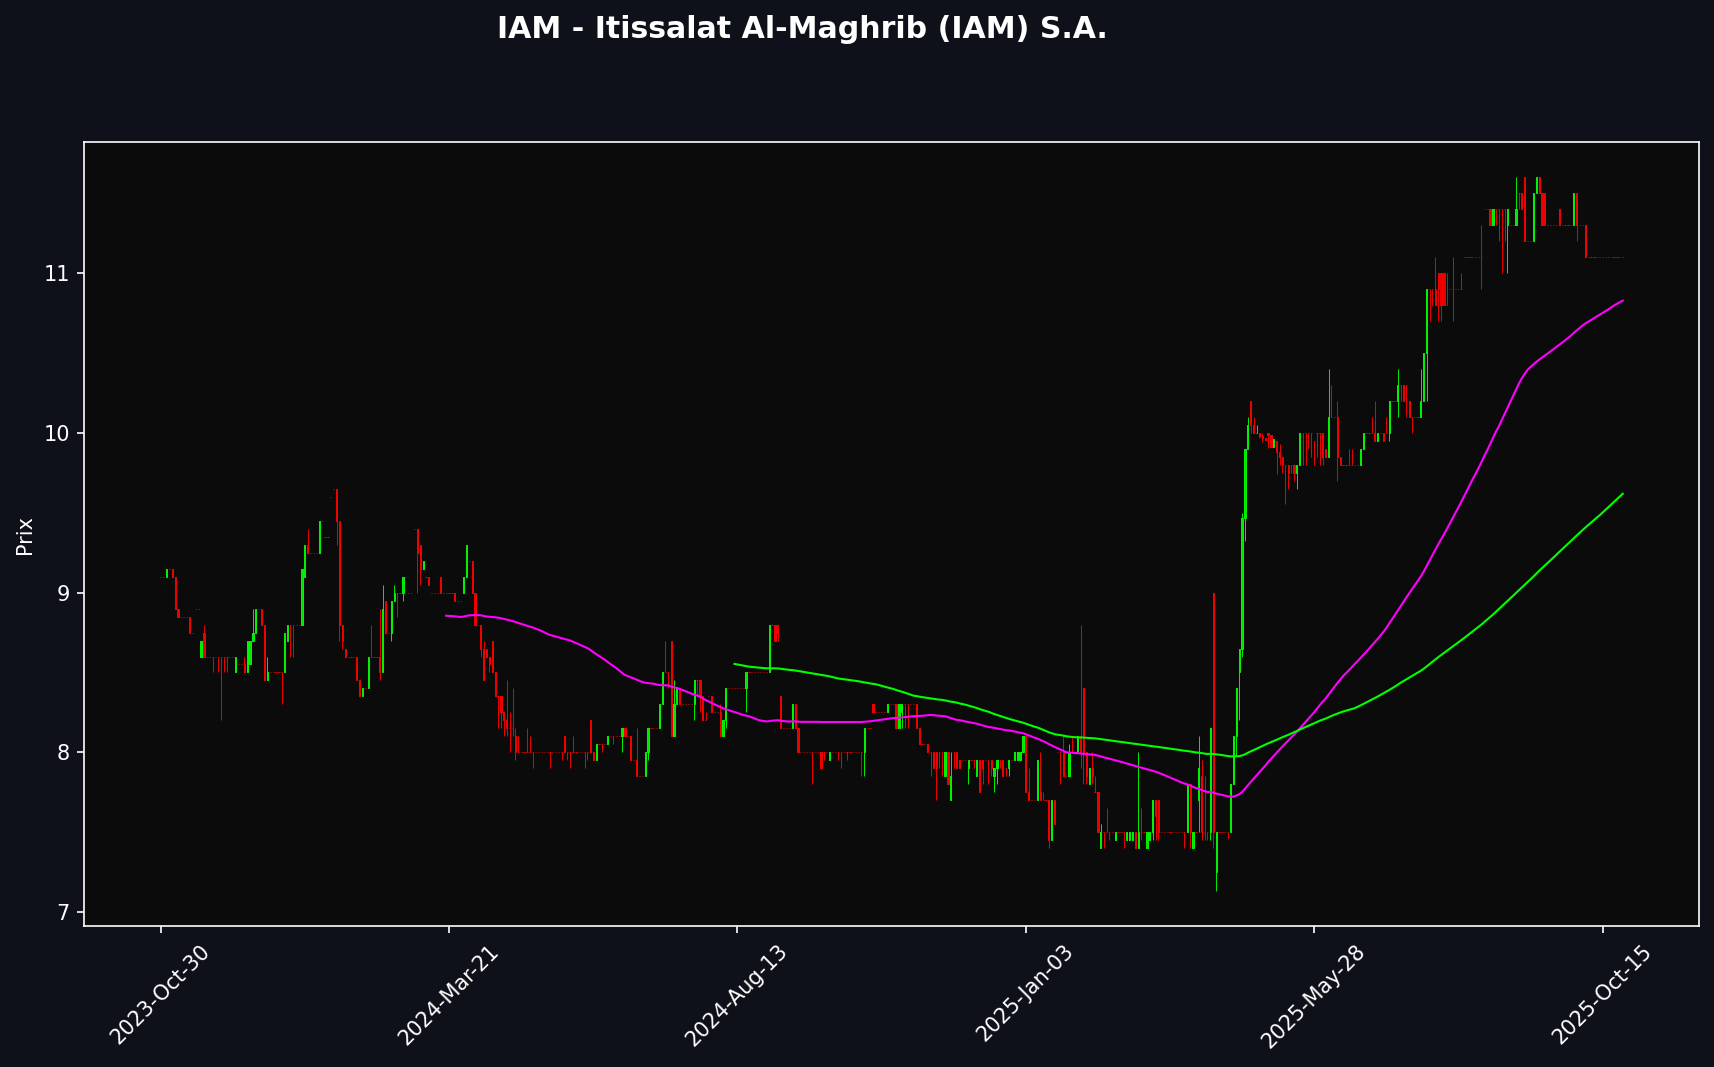 IAM - Itissalat Al-Maghrib (IAM) S.A.
Prix
11
10
9
8
7
2023-Oct-30
2024-Mar-21
2024-Aug-13
2025-Jan-03
2025-May-28
2025-Oct-15